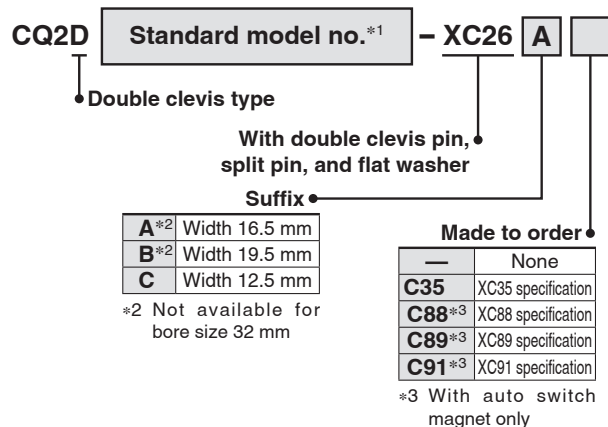 CQ2D Standard model no.*1 – XC26 A
Double clevis type
With double clevis pin,
split pin, and flat washer
Suffix
A*2 Width 16.5 mm
B*2 Width 19.5 mm
C Width 12.5 mm
*2 Not available for
bore size 32 mm
Made to order
— None
C35 XC35 specification
C88*3 XC88 specification
C89*3 XC89 specification
C91*3 XC91 specification
*3 With auto switch
magnet only